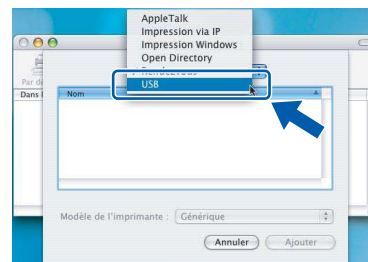 AppleTalk
Impression via IP
Impression Windows
Open Directory
USB
Par dé
Dans l
Nom
Modèle de l'imprimante :
Générique
Annuler
Ajouter